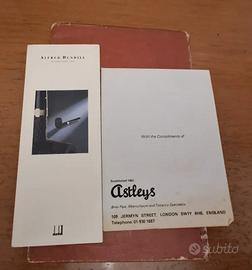 ALFRED DUNHILL
With the Compliments of
Established 1862
Astleys
Briar Pipe, Meerschaum and Tobacco Specialists
109 JERMYN STREET, LONDON SW1Y 6HB, ENGLAND
Telephone: 01-930 1687
subito